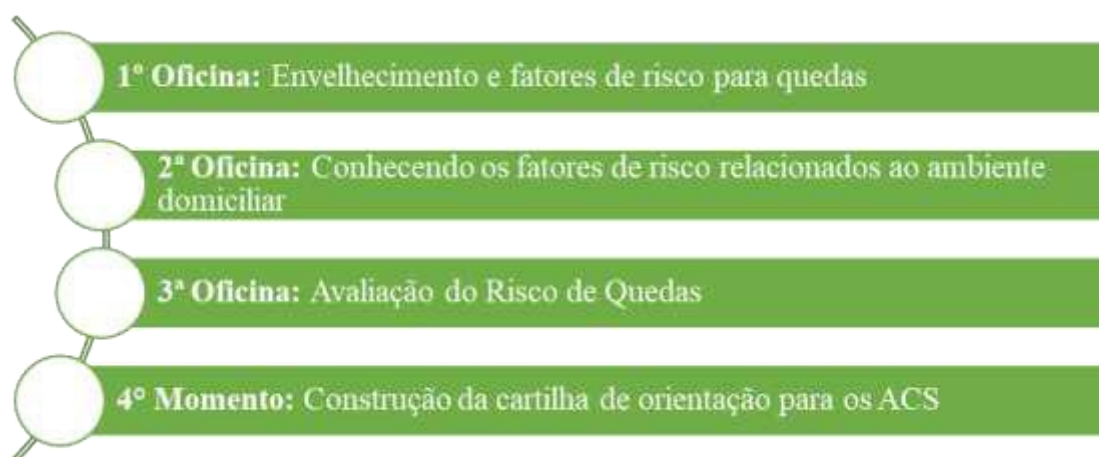 1º Oficina: Envelhecimento e fatores de risco para quedas
2ª Oficina: Conhecendo os fatores de risco relacionados ao ambiente
domiciliar
3ª Oficina: Avaliação do Risco de Quedas
4º Momento: Construção da cartilha de orientação para os ACS